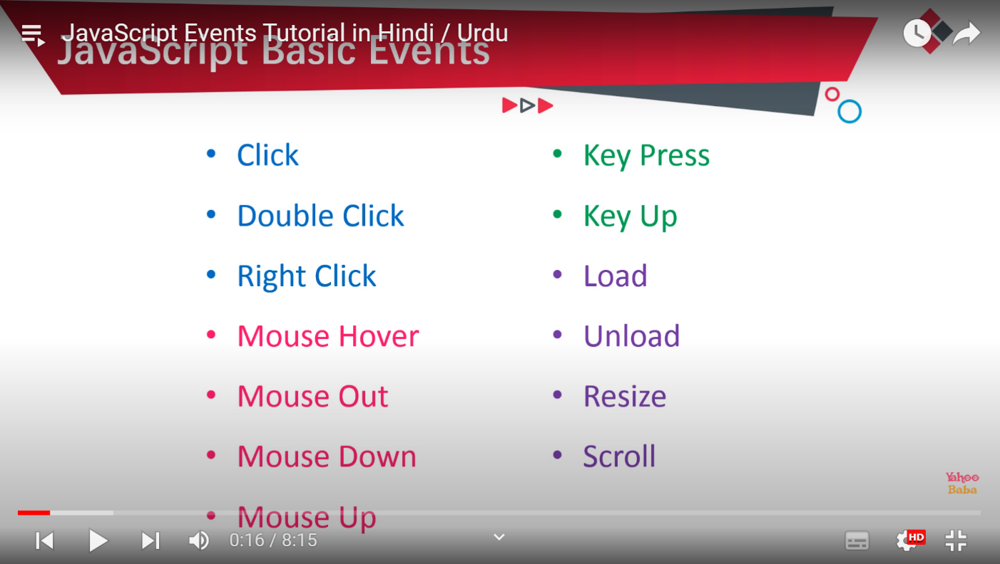 JavaScript Events Tutorial in Hindi / Urdu
JavaScript Basic Events
• Click
• Double Click
• Right Click
• Mouse Hover
• Mouse Out
• Mouse Down
• Mouse Up
• Key Press
• Key Up
• Load
• Unload
• Resize
• Scroll
Yahoo
Baba
0:16 / 8:15
HD